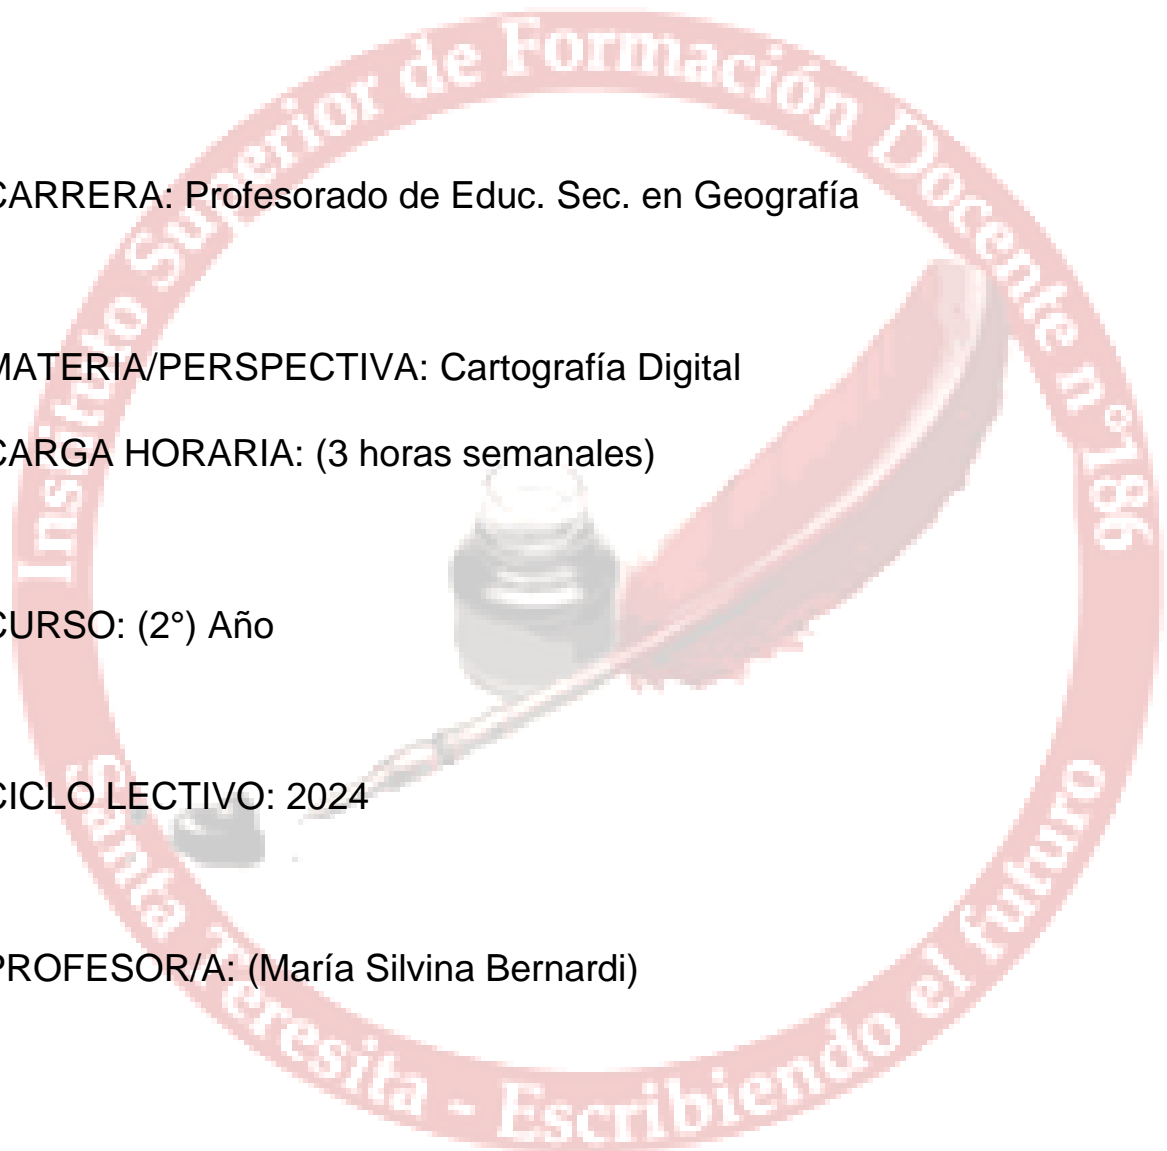 Instituto Superior de Formación Docente n°186
CARRERA: Profesorado de Educ. Sec. en Geografía
MATERIA/PERSPECTIVA: Cartografía Digital
CARGA HORARIA: (3 horas semanales)
CURSO: (2°) Año
CICLO LECTIVO: 2024
PROFESOR/A: (María Silvina Bernardi)
Santa Teresita - Escribiendo el futuro